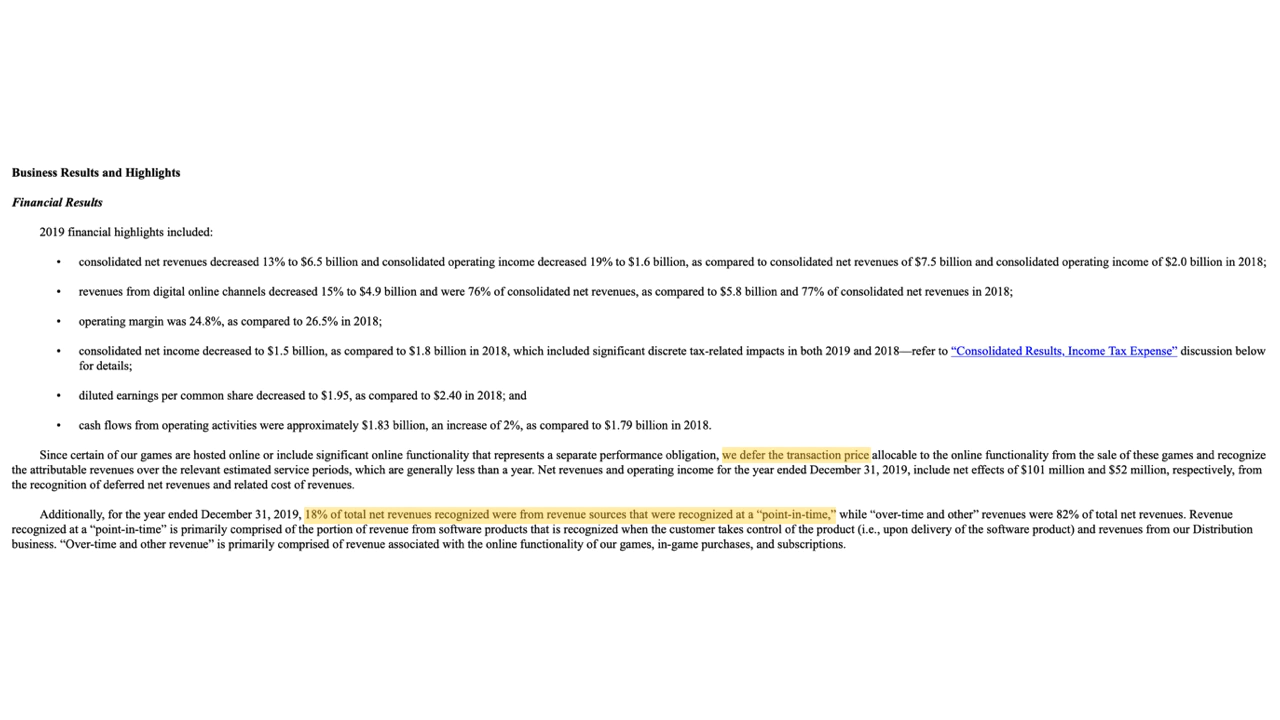 Business Results and Highlights
Financial Results
2019 financial highlights included:
• consolidated net revenues decreased 13% to $6.5 billion and consolidated operating income decreased 19% to $1.6 billion, as compared to consolidated net revenues of $7.5 billion and consolidated operating income of $2.0 billion in 2018;
• revenues from digital online channels decreased 15% to $4.9 billion and were 76% of consolidated net revenues, as compared to $5.8 billion and 77% of consolidated net revenues in 2018;
• operating margin was 24.8%, as compared to 26.5% in 2018;
• consolidated net income decreased to $1.5 billion, as compared to $1.8 billion in 2018, which included significant discrete tax-related impacts in both 2019 and 2018—refer to “Consolidated Results, Income Tax Expense” discussion below
for details;
• diluted earnings per common share decreased to $1.95, as compared to $2.40 in 2018; and
• cash flows from operating activities were approximately $1.83 billion, an increase of 2%, as compared to $1.79 billion in 2018.
Since certain of our games are hosted online or include significant online functionality that represents a separate performance obligation, we defer the transaction price allocable to the online functionality from the sale of these games and recognize
the attributable revenues over the relevant estimated service periods, which are generally less than a year. Net revenues and operating income for the year ended December 31, 2019, include net effects of $101 million and $52 million, respectively, from
the recognition of deferred net revenues and related cost of revenues.
Additionally, for the year ended December 31, 2019, 18% of total net revenues recognized were from revenue sources that were recognized at a “point-in-time,” while “over-time and other” revenues were 82% of total net revenues. Revenue
recognized at a “point-in-time” is primarily comprised of the portion of revenue from software products that is recognized when the customer takes control of the product (i.e., upon delivery of the software product) and revenues from our Distribution
business. “Over-time and other revenue” is primarily comprised of revenue associated with the online functionality of our games, in-game purchases, and subscriptions.